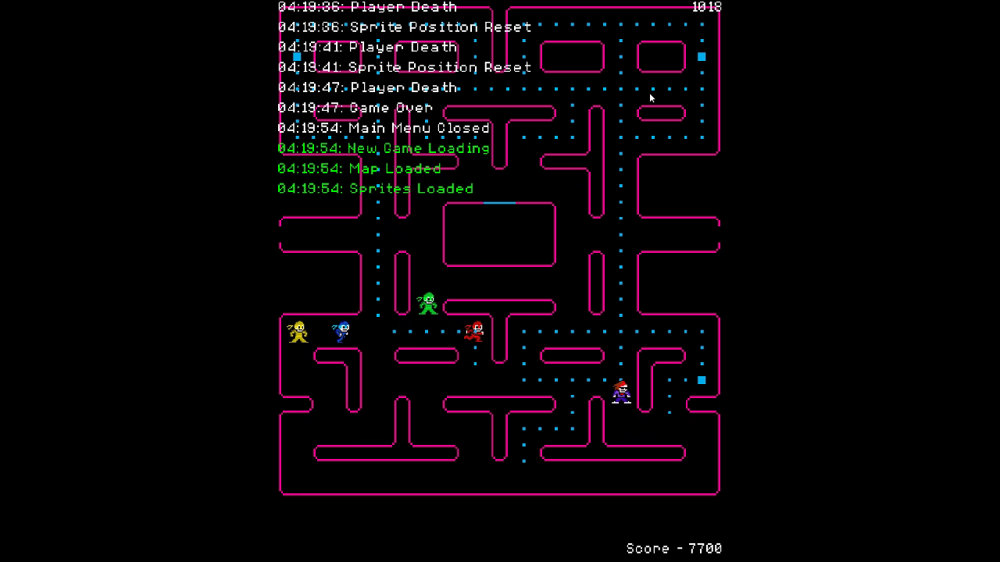 04:19:36: Player Death
1018
04:19:36: Sprite Position Reset
04:19:41: Player Death
04:19:41: Sprite Position Reset
04:19:47: Player Death
04:19:47: Game Over
04:19:54: Main Menu Closed
04:19:54: New Game Loading
04:19:54: Map Loaded
04:19:54: Sprites Loaded
Score - 7700